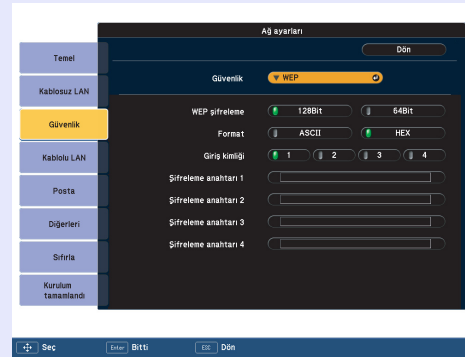 Ağ ayarları
Dön
Temel
Kablosuz LAN
Güvenlik
Kablolu LAN
Posta
Diğerleri
Sıfırla
Kurulum
tamamlandı
Güvenlik WEP
WEP şifreleme 128Bit 64Bit
Format ASCII HEX
Giriş kimliği 1 2 3 4
Şifreleme anahtarı 1
Şifreleme anahtarı 2
Şifreleme anahtarı 3
Şifreleme anahtarı 4
Seç Enter Bitti ESC Dön